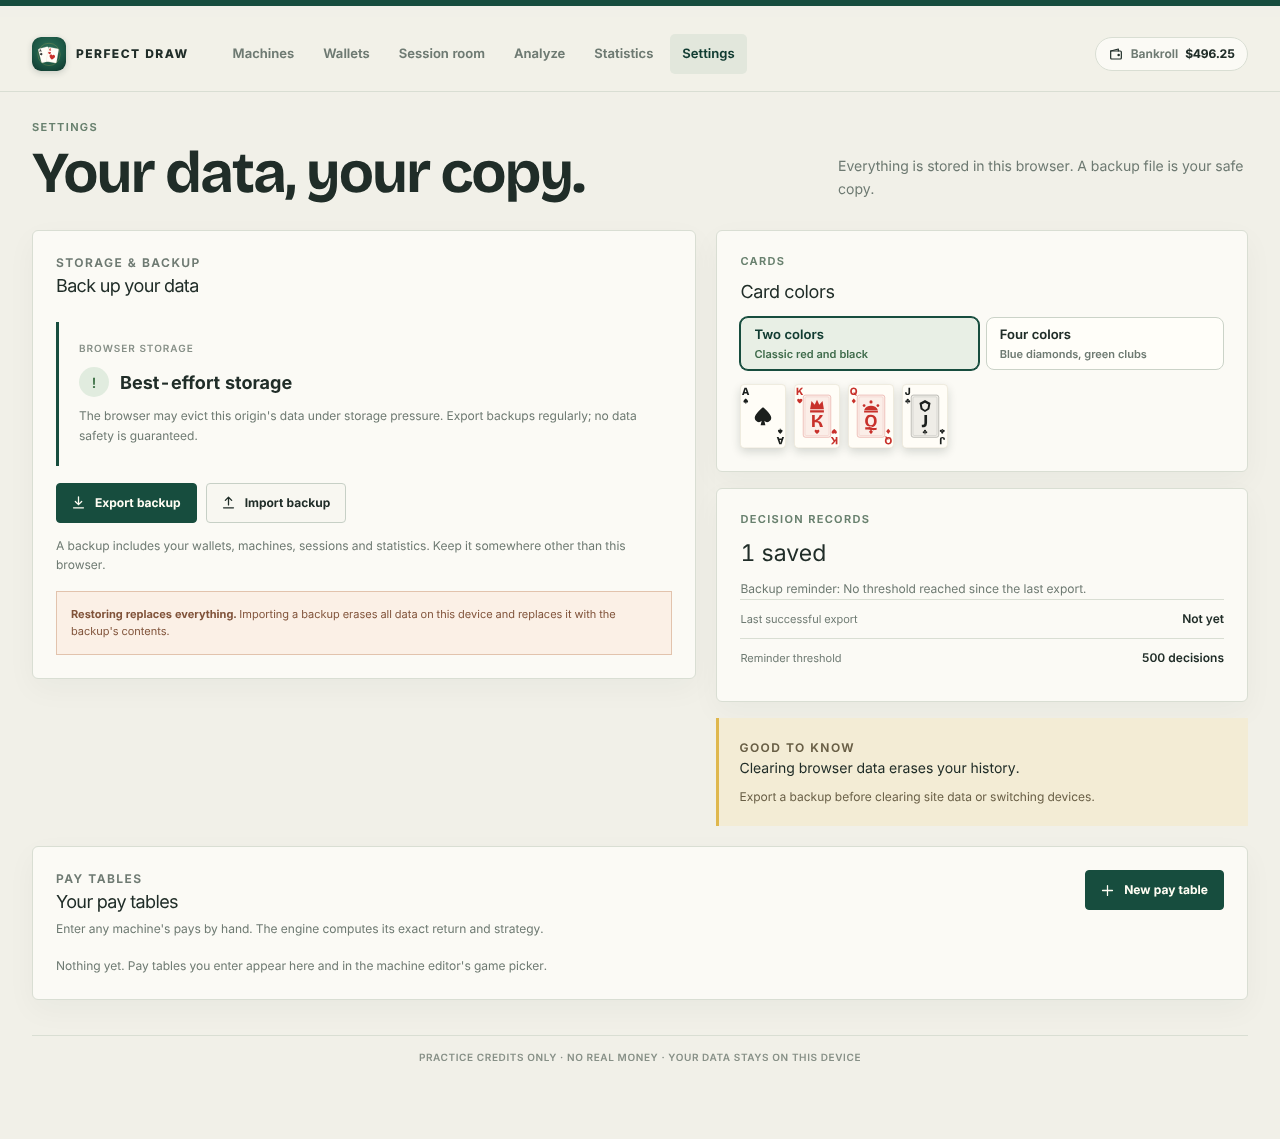 PERFECT DRAW
Machines
Wallets
Session room
Analyze
Statistics
Settings
Bankroll $496.25
SETTINGS
Your data, your copy.
Everything is stored in this browser. A backup file is your safe
copy.
STORAGE & BACKUP
Back up your data
BROWSER STORAGE
!
Best-effort storage
The browser may evict this origin's data under storage pressure. Export backups regularly; no data
safety is guaranteed.
Export backup
Import backup
A backup includes your wallets, machines, sessions and statistics. Keep it somewhere other than this
browser.
Restoring replaces everything. Importing a backup erases all data on this device and replaces it with the
backup's contents.
CARDS
Card colors
Two colors
Classic red and black
Four colors
Blue diamonds, green clubs
A
A
K
K
K
Q
Q
Q
J
J
J
DECISION RECORDS
1 saved
Backup reminder: No threshold reached since the last export.
Last successful export
Not yet
Reminder threshold
500 decisions
GOOD TO KNOW
Clearing browser data erases your history.
Export a backup before clearing site data or switching devices.
PAY TABLES
Your pay tables
Enter any machine's pays by hand. The engine computes its exact return and strategy.
New pay table
Nothing yet. Pay tables you enter appear here and in the machine editor's game picker.
PRACTICE CREDITS ONLY · NO REAL MONEY · YOUR DATA STAYS ON THIS DEVICE